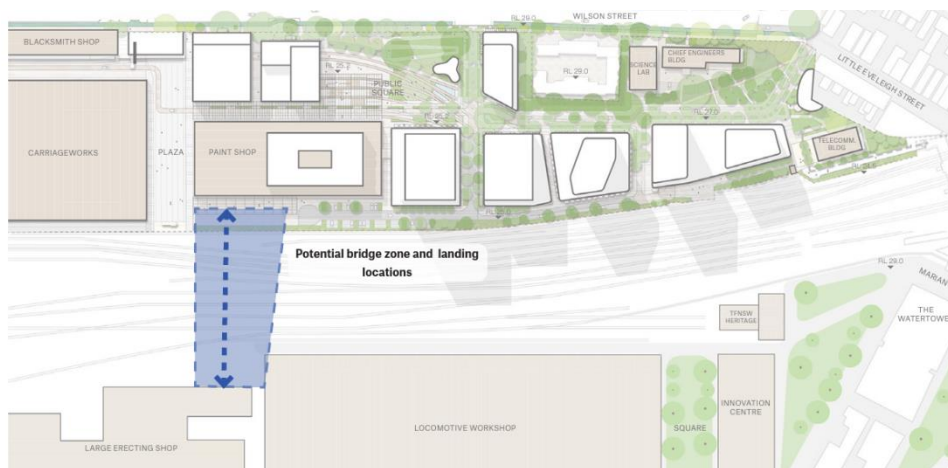 WILSON STREET
RL 29.0
BLACKSMITH SHOP
CHIEF ENGINEERS
BLDG
SCIENCE
LAB
RL 29.0
RL 25.2
PUBLIC
SQUARE
LITTLE EVELEIGH STREET
CARRIAGEWORKS
PLAZA
PAINT SHOP
TELECOMM.
BLDG
Potential bridge zone and landing
locations
RL 29.0
MARIAN
THE
WATERTOWE
TFNSW
HERITAGE
LOCOMOTIVE WORKSHOP
SQUARE
INNOVATION
CENTRE
LARGE ERECTING SHOP